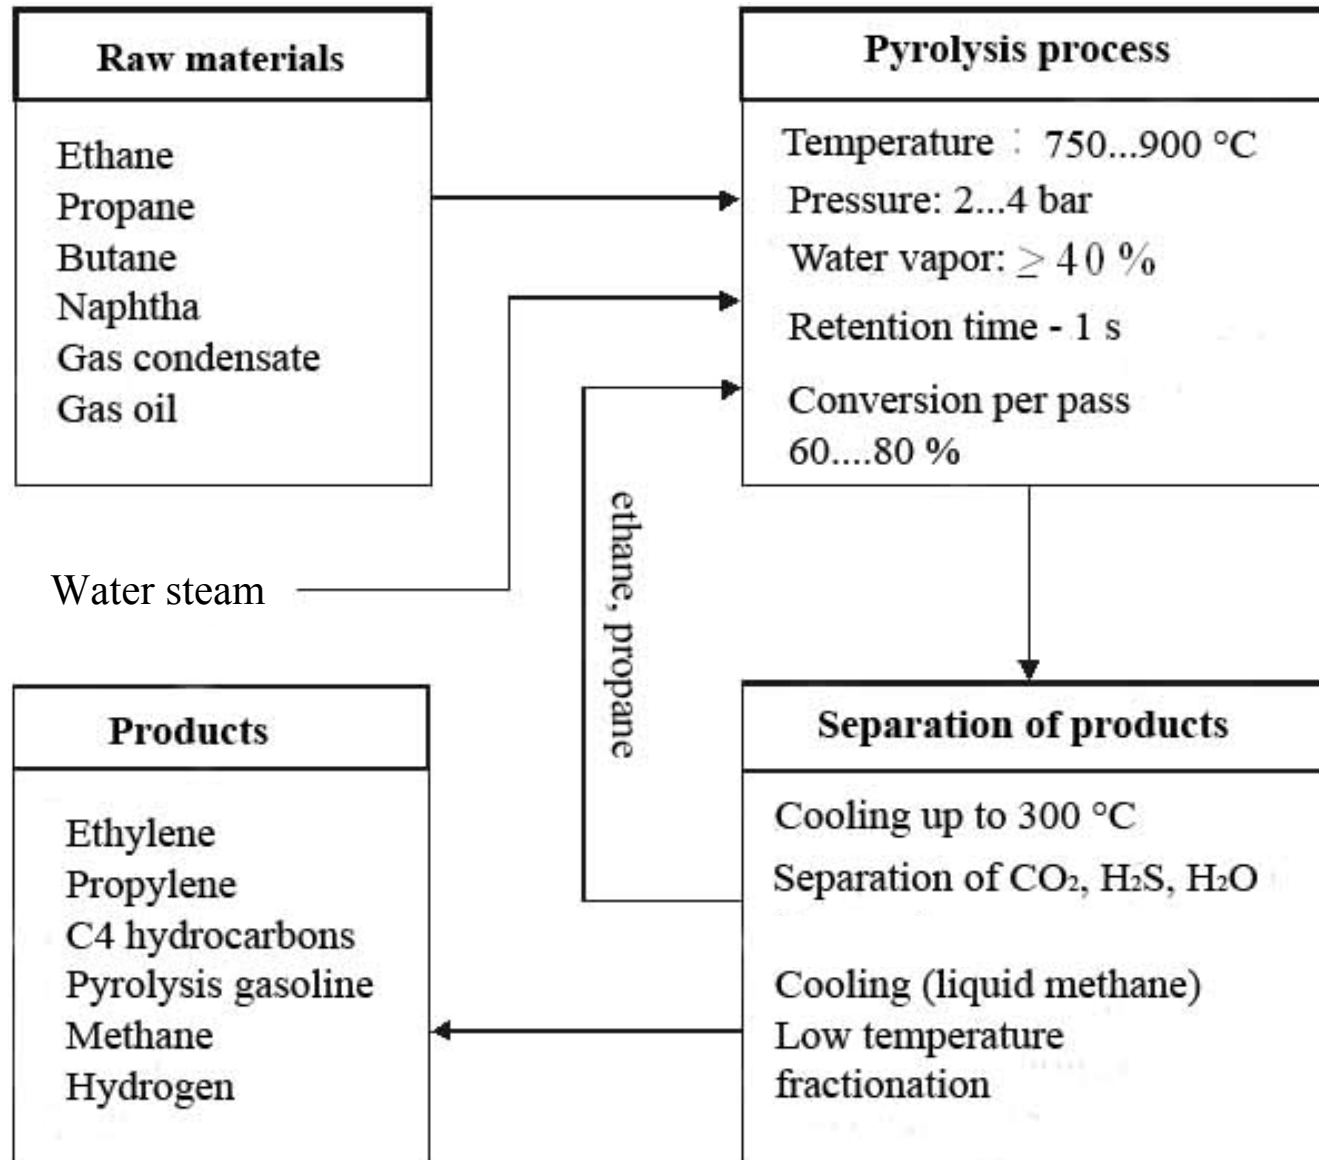 Raw materials
Ethane
Propane
Butane
Naphtha
Gas condensate
Gas oil
Pyrolysis process
Temperature : 750...900 °C
Pressure: 2...4 bar
Water vapor: ≥ 40 %
Retention time - 1 s
Conversion per pass
60....80 %
Water steam
ethane, propane
Products
Ethylene
Propylene
C4 hydrocarbons
Pyrolysis gasoline
Methane
Hydrogen
Separation of products
Cooling up to 300 °C
Separation of CO₂, H₂S, H₂O
Cooling (liquid methane)
Low temperature
fractionation